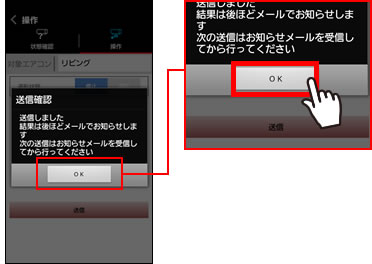 操作
状態確認
操作
対象エアコン
リビング
送信確認
送信しました
結果は後ほどメールでお知らせしま
す
次の送信はお知らせメールを受信し
てから行ってください
OK
送信
送信しました
結果は後ほどメールでお知らせしま
す
次の送信はお知らせメールを受信し
てから行ってください
OK
送信